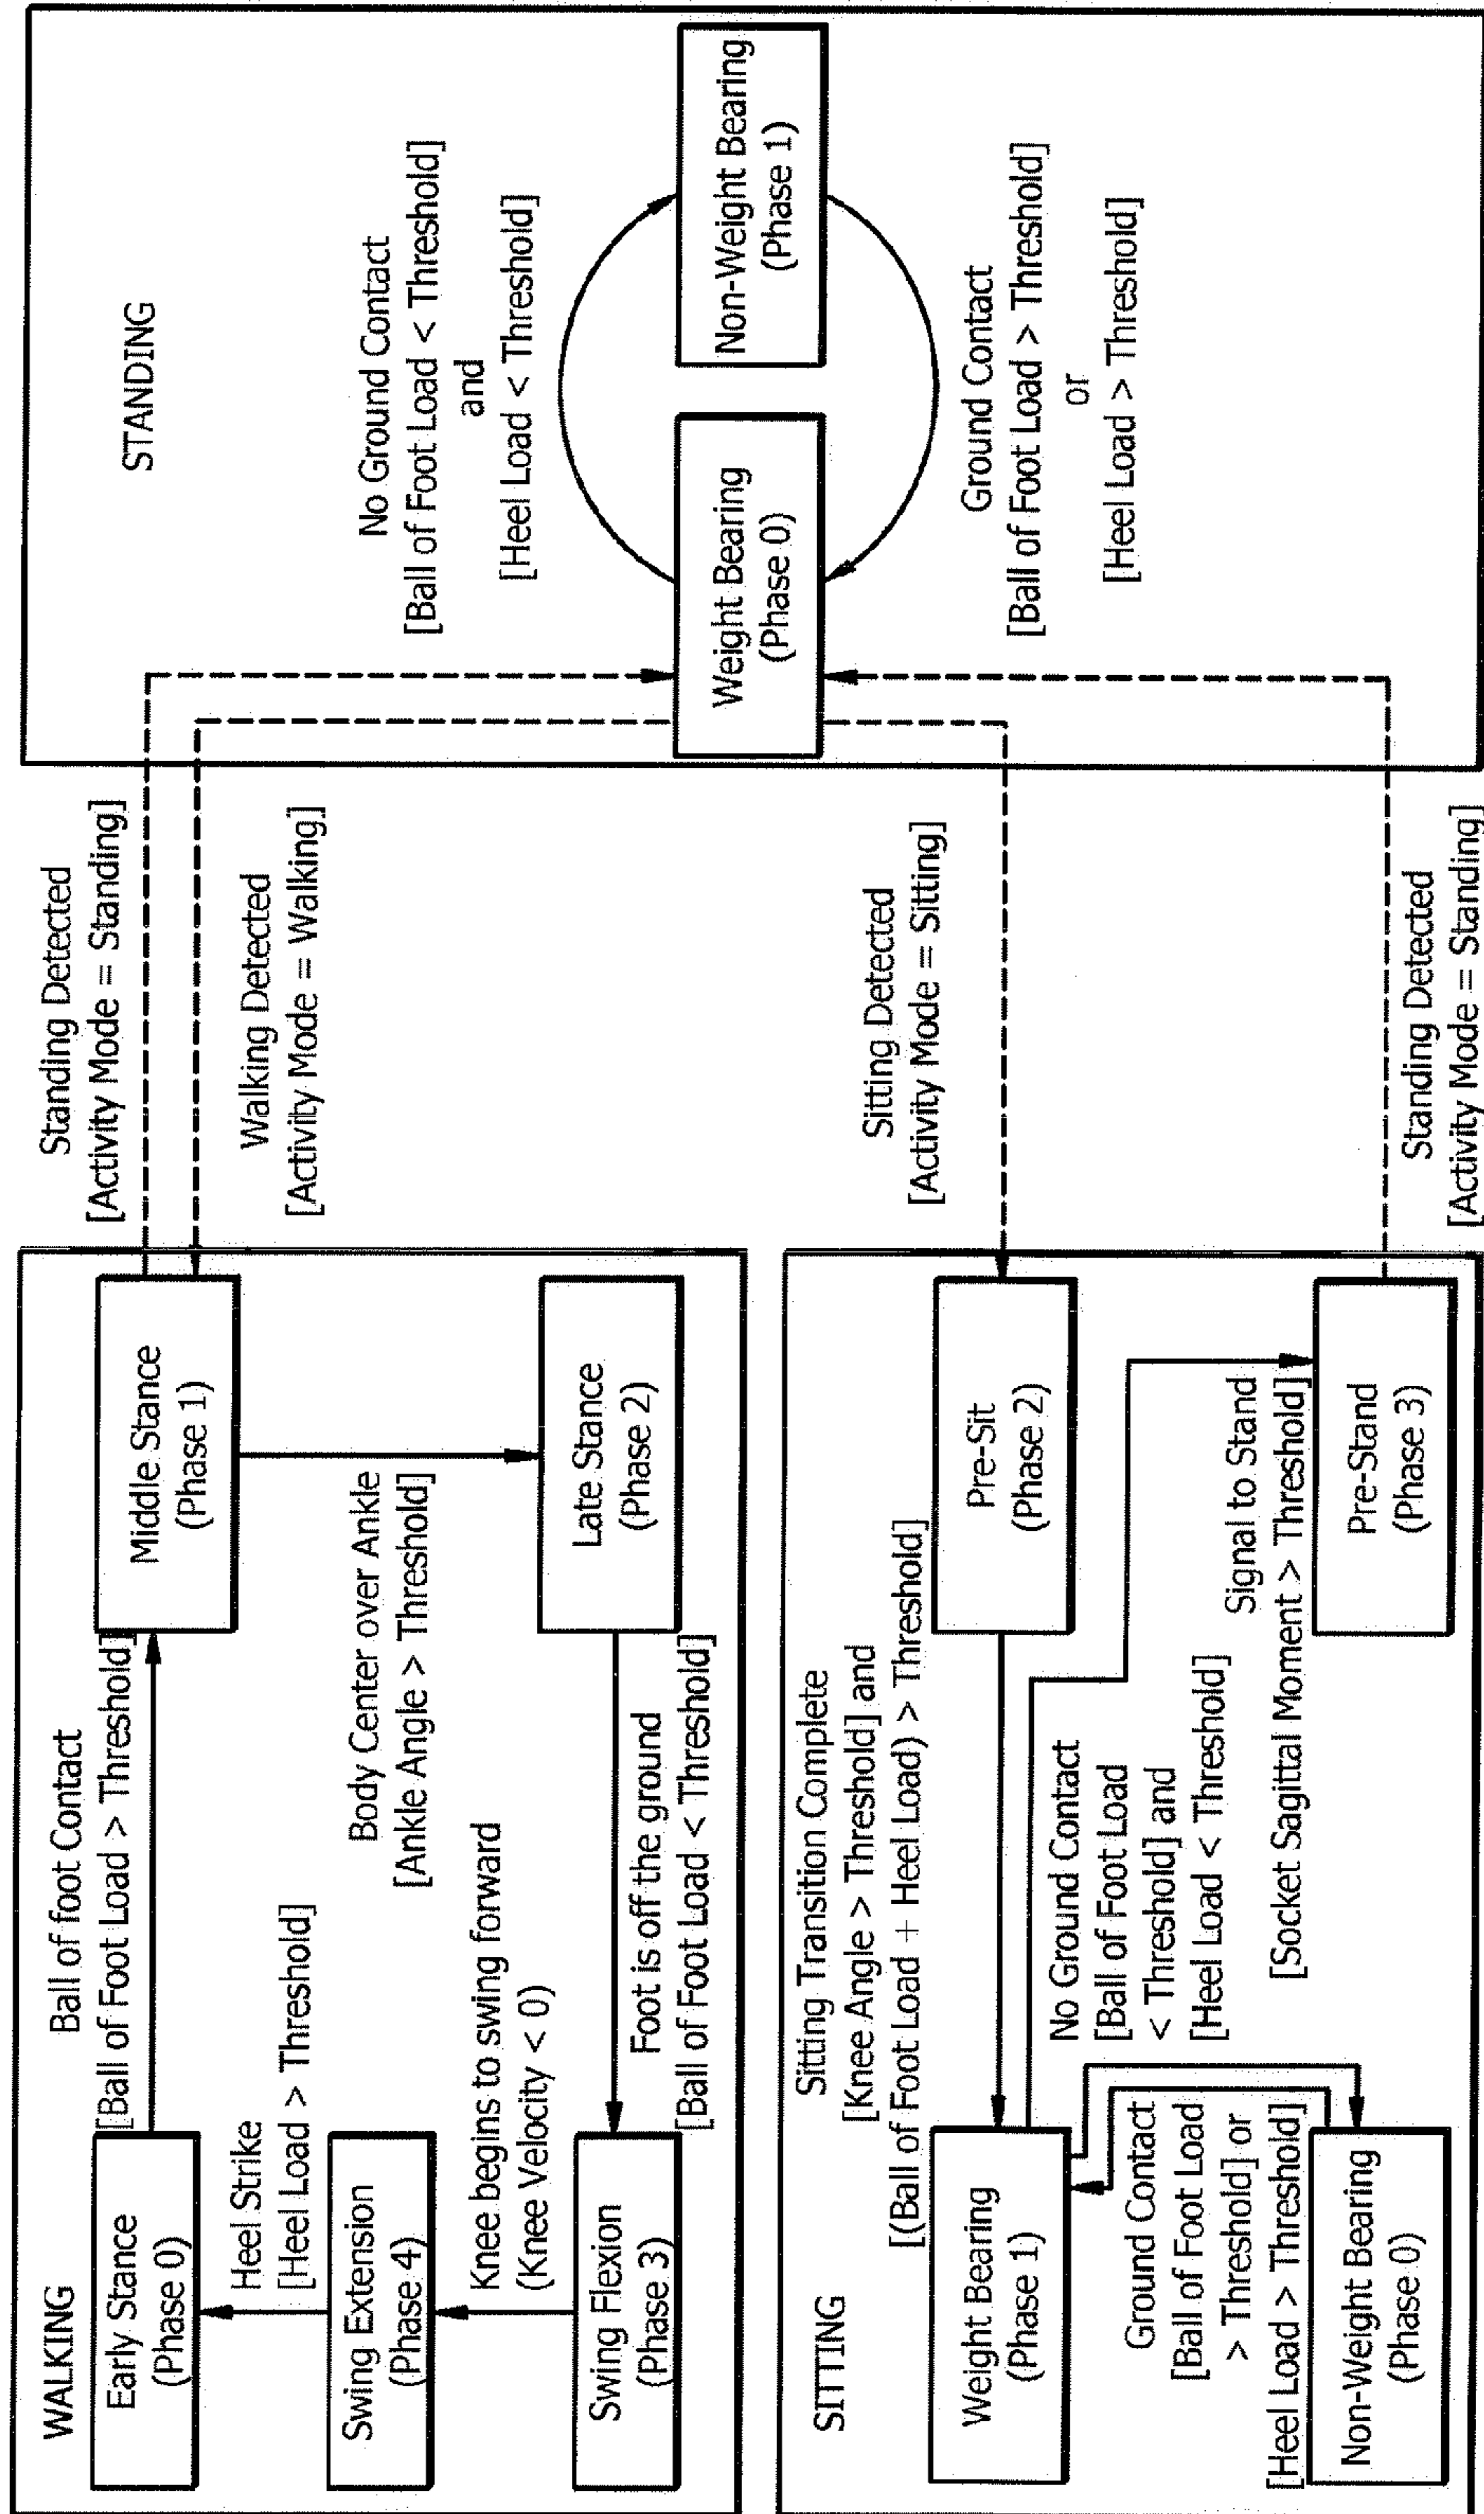 WALKING
Early Stance
(Phase 0)
Ball of foot Contact
[Ball of Foot Load > Threshold]
Middle Stance
(Phase 1)
Heel Strike
[Heel Load > Threshold]
Swing Extension
(Phase 4)
Body Center over Ankle
[Ankle Angle > Threshold]
Knee begins to swing forward
(Knee Velocity < 0)
Swing Flexion
(Phase 3)
Foot is off the ground
[Ball of Foot Load < Threshold]
Late Stance
(Phase 2)
Standing Detected
[Activity Mode = Standing]
Walking Detected
[Activity Mode = Walking]
STANDING
No Ground Contact
[Ball of Foot Load < Threshold]
and
[Heel Load < Threshold]
Weight Bearing
(Phase 0)
Non-Weight Bearing
(Phase 1)
Ground Contact
[Ball of Foot Load > Threshold]
or
[Heel Load > Threshold]
SITTING
Sitting Transition Complete
[Knee Angle > Threshold] and
[(Ball of Foot Load + Heel Load) > Threshold]
Weight Bearing
(Phase 1)
Pre-Sit
(Phase 2)
No Ground Contact
[Ball of Foot Load
< Threshold] and
[Heel Load < Threshold]
Ground Contact
[Ball of Foot Load
> Threshold] or
[Heel Load > Threshold]
Signal to Stand
[Socket Sagittal Moment > Threshold]
Non-Weight Bearing
(Phase 0)
Pre-Stand
(Phase 3)
Sitting Detected
[Activity Mode = Sitting]
Standing Detected
[Activity Mode = Standing]